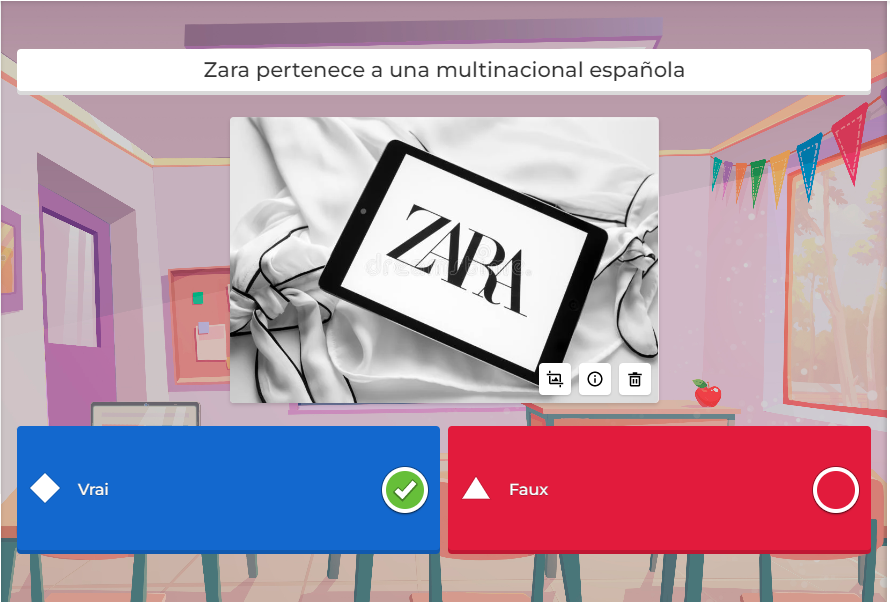 Zara pertenece a una multinacional española
ZARA
Vrai
Faux